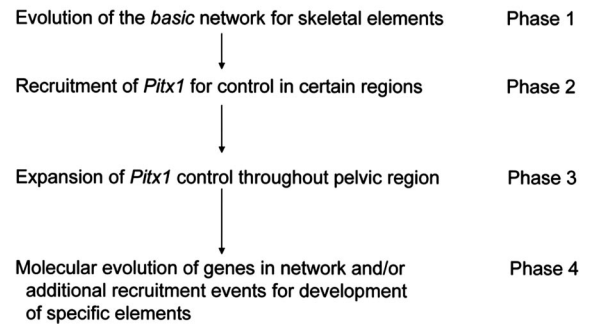 Evolution of the basic network for skeletal elements Phase 1
Recruitment of Pitx1 for control in certain regions Phase 2
Expansion of Pitx1 control throughout pelvic region Phase 3
Molecular evolution of genes in network and/or Phase 4
additional recruitment events for development
of specific elements